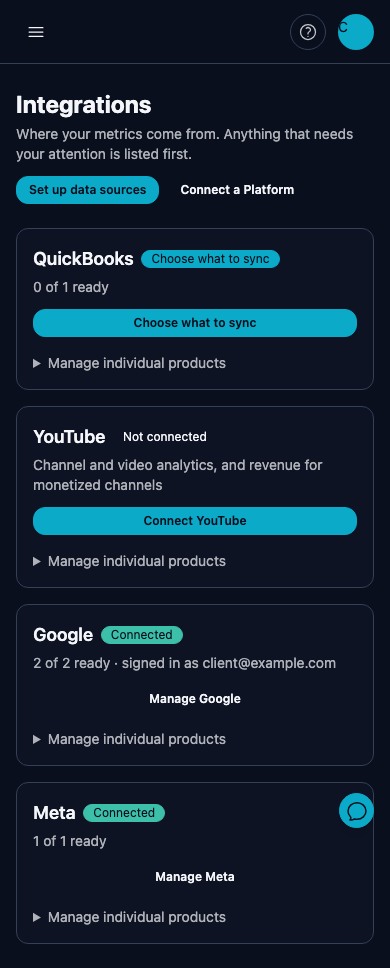 C
Integrations
Where your metrics come from. Anything that needs
your attention is listed first.
Set up data sources
Connect a Platform
QuickBooks Choose what to sync
0 of 1 ready
Choose what to sync
Manage individual products
YouTube Not connected
Channel and video analytics, and revenue for
monetized channels
Connect YouTube
Manage individual products
Google Connected
2 of 2 ready · signed in as client@example.com
Manage Google
Manage individual products
Meta Connected
1 of 1 ready
Manage Meta
Manage individual products